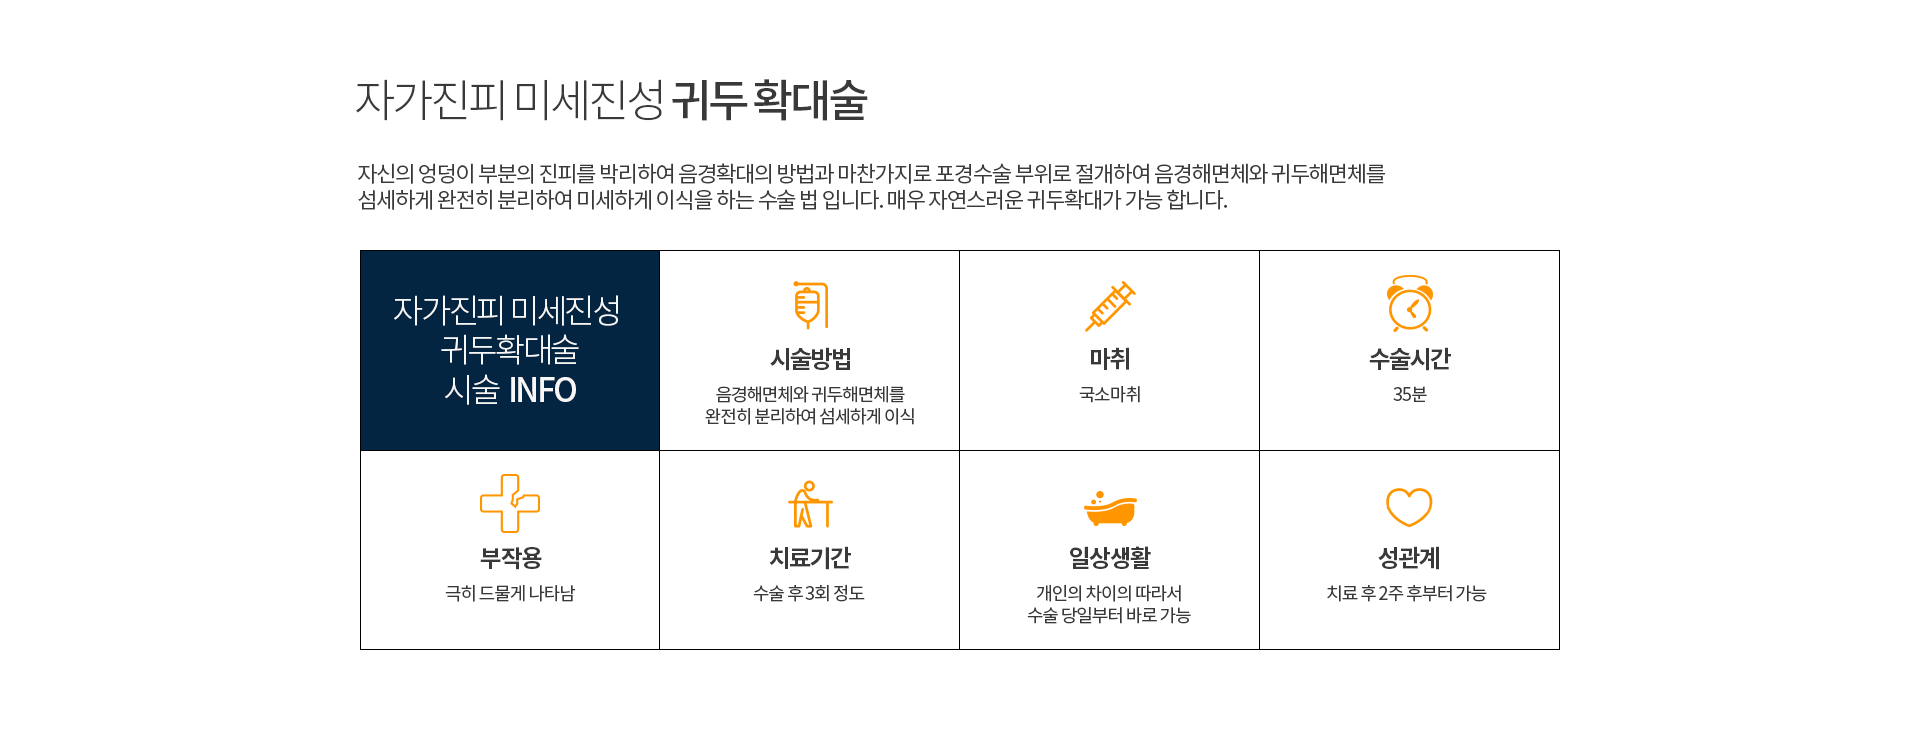 자가진피 미세진성 귀두 확대술
자신의 엉덩이 부분의 진피를 박리하여 음경확대의 방법과 마찬가지로 포경수술 부위로 절개하여 음경해면체와 귀두해면체를
섬세하게 완전히 분리하여 미세하게 이식을 하는 수술 법 입니다. 매우 자연스러운 귀두확대가 가능 합니다.
자가진피 미세진성
귀두확대술
시술 INFO
시술방법
음경해면체와 귀두해면체를
완전히 분리하여 섬세하게 이식
마취
국소마취
수술시간
35분
부작용
극히 드물게 나타남
치료기간
수술 후 3회 정도
일상생활
개인의 차이의 따라서
수술 당일부터 바로 가능
성관계
치료 후 2주 후부터 가능